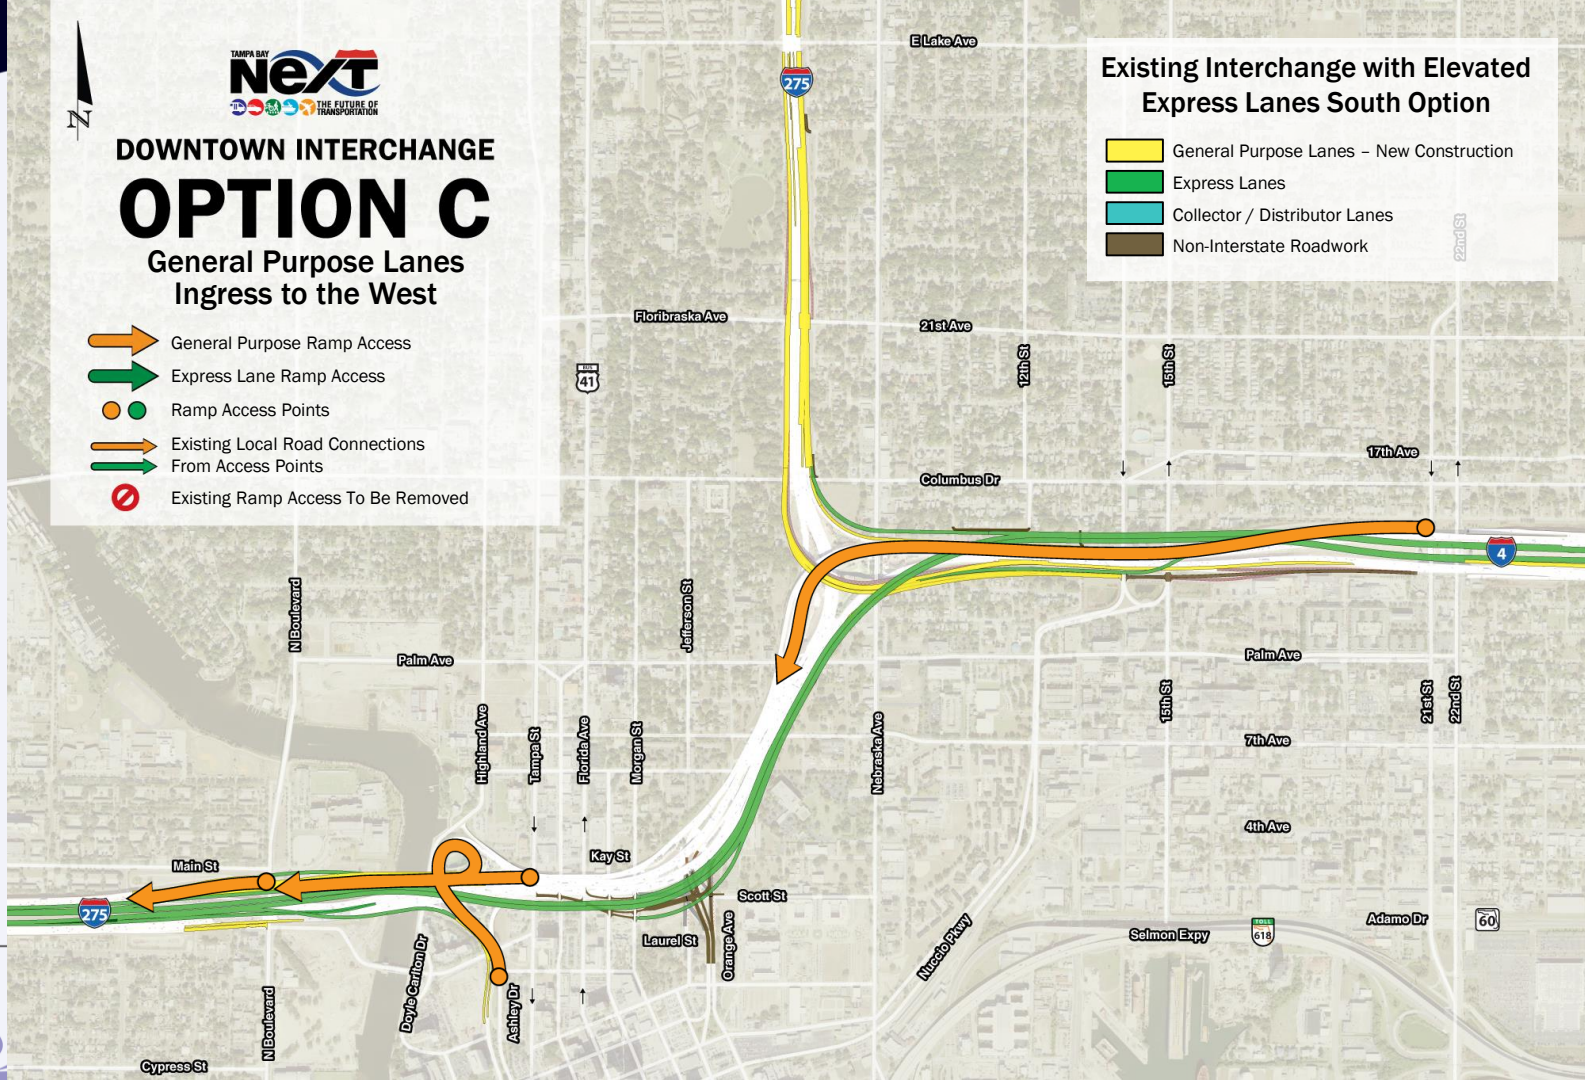 TAMPA BAY
NeXT
THE FUTURE OF
TRANSPORTATION
N
DOWNTOWN INTERCHANGE
OPTION C
General Purpose Lanes
Ingress to the West
General Purpose Ramp Access
Express Lane Ramp Access
Ramp Access Points
Existing Local Road Connections
From Access Points
Existing Ramp Access To Be Removed
Existing Interchange with Elevated
Express Lanes South Option
General Purpose Lanes – New Construction
Express Lanes
Collector / Distributor Lanes
Non-Interstate Roadwork
E Lake Ave
275
22nd St
Floribraska Ave
21st Ave
BUS
41
12th St
15th St
17th Ave
Columbus Dr
4
N Boulevard
Jefferson St
Palm Ave
Palm Ave
15th St
21st St
22nd St
Highland Ave
Tampa St
Florida Ave
Morgan St
Nebraska Ave
7th Ave
4th Ave
Kay St
Main St
Scott St
275
Laurel St
Orange Ave
Nuccio Pkwy
Selmon Expy
TOLL
618
Adamo Dr
60
Doyle Carlton Dr
Ashley Dr
N Boulevard
Cypress St